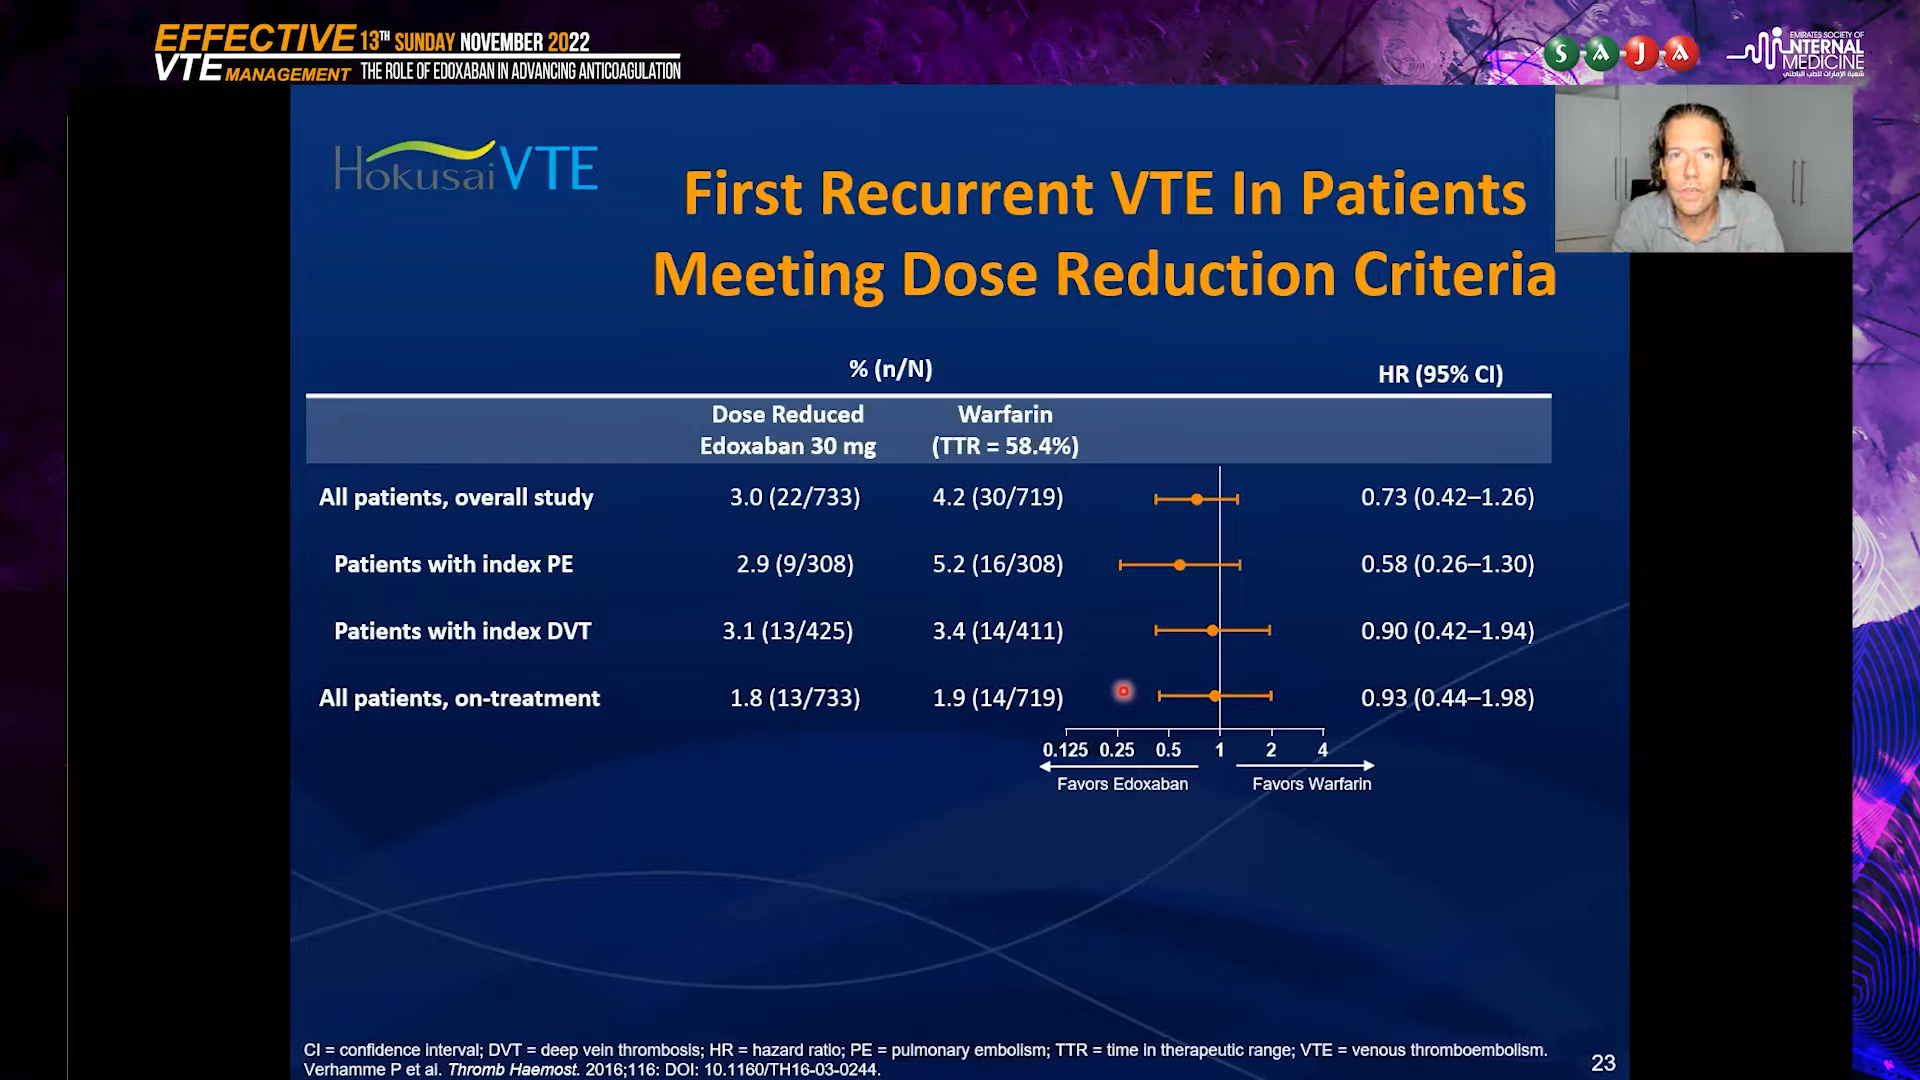 EFFECTIVE 13TH SUNDAY NOVEMBER 2022
VTE MANAGEMENT THE ROLE OF EDOXABAN IN ADVANCING ANTICOAGULATION
S A J A
EMIRATES SOCIETY OF
INTERNAL
MEDICINE
شعبة الإمارات للطب الباطني
Hokusai VTE
First Recurrent VTE In Patients
Meeting Dose Reduction Criteria
% (n/N)
HR (95% CI)
Dose Reduced Warfarin
Edoxaban 30 mg (TTR = 58.4%)
All patients, overall study 3.0 (22/733) 4.2 (30/719) 0.73 (0.42–1.26)
Patients with index PE 2.9 (9/308) 5.2 (16/308) 0.58 (0.26–1.30)
Patients with index DVT 3.1 (13/425) 3.4 (14/411) 0.90 (0.42–1.94)
All patients, on-treatment 1.8 (13/733) 1.9 (14/719) 0.93 (0.44–1.98)
0.125 0.25 0.5 1 2 4
Favors Edoxaban Favors Warfarin
CI = confidence interval; DVT = deep vein thrombosis; HR = hazard ratio; PE = pulmonary embolism; TTR = time in therapeutic range; VTE = venous thromboembolism.
Verhamme P et al. Thromb Haemost. 2016;116: DOI: 10.1160/TH16-03-0244.
23